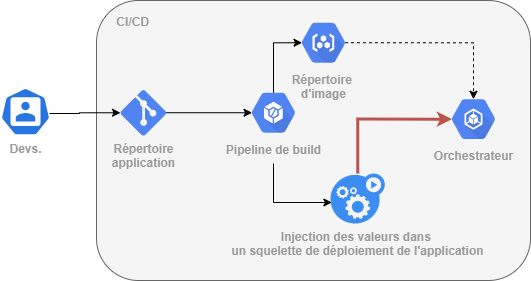 CI/CD
Répertoire
d'image
Devs.
Répertoire
application
Pipeline de build
Orchestrateur
Injection des valeurs dans
un squelette de déploiement de l'application